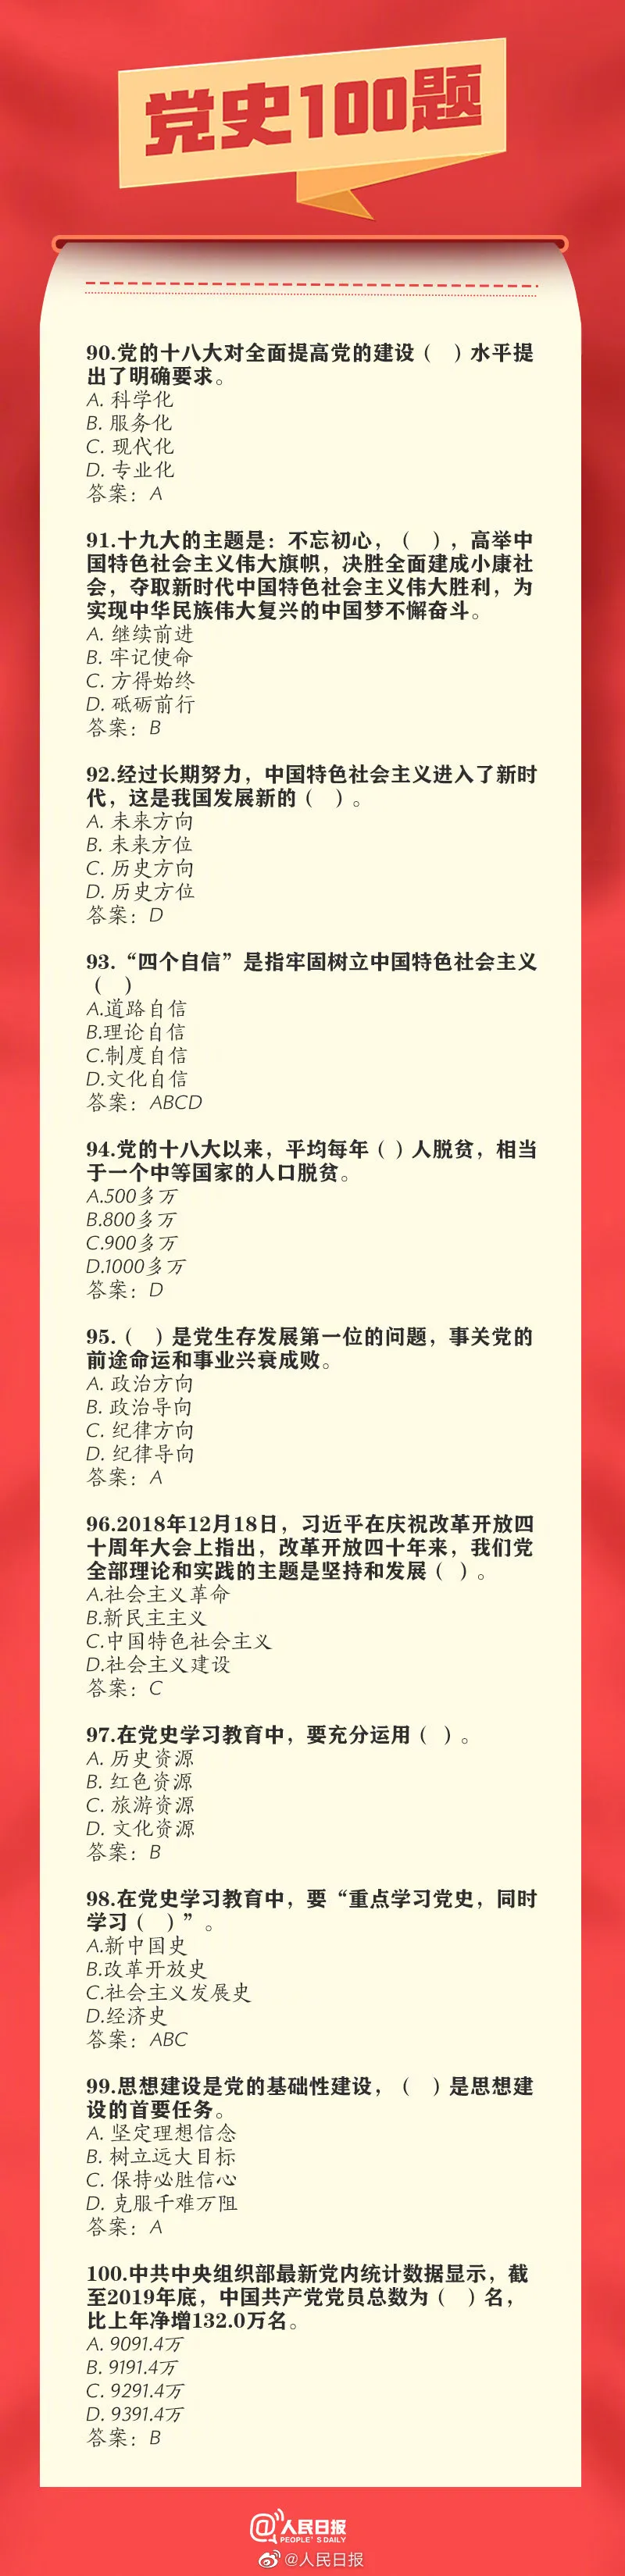 党史100题
90.党的十八大对全面提高党的建设（　）水平提
出了明确要求。
A. 科学化
B. 服务化
C. 现代化
D. 专业化
答案：A
91.十九大的主题是：不忘初心，（　），高举中
国特色社会主义伟大旗帜，决胜全面建成小康社
会，夺取新时代中国特色社会主义伟大胜利，为
实现中华民族伟大复兴的中国梦不懈奋斗。
A. 继续前进
B. 牢记使命
C. 方得始终
D. 砥砺前行
答案：B
92.经过长期努力，中国特色社会主义进入了新时
代，这是我国发展新的（　）。
A. 未来方向
B. 未来方位
C. 历史方向
D. 历史方位
答案：D
93.“四个自信”是指牢固树立中国特色社会主义
（　）
A.道路自信
B.理论自信
C.制度自信
D.文化自信
答案：ABCD
94.党的十八大以来，平均每年（ ）人脱贫，相当
于一个中等国家的人口脱贫。
A.500多万
B.800多万
C.900多万
D.1000多万
答案：D
95.（　）是党生存发展第一位的问题，事关党的
前途命运和事业兴衰成败。
A. 政治方向
B. 政治导向
C. 纪律方向
D. 纪律导向
答案：A
96.2018年12月18日，习近平在庆祝改革开放四
十周年大会上指出，改革开放四十年来，我们党
全部理论和实践的主题是坚持和发展（　）。
A.社会主义革命
B.新民主主义
C.中国特色社会主义
D.社会主义建设
答案：C
97.在党史学习教育中，要充分运用（　）。
A. 历史资源
B. 红色资源
C. 旅游资源
D. 文化资源
答案：B
98.在党史学习教育中，要“重点学习党史，同时
学习（　）”。
A.新中国史
B.改革开放史
C.社会主义发展史
D.经济史
答案：ABC
99.思想建设是党的基础性建设，（　）是思想建
设的首要任务。
A. 坚定理想信念
B. 树立远大目标
C. 保持必胜信心
D. 克服千难万阻
答案：A
100.中共中央组织部最新党内统计数据显示，截
至2019年底，中国共产党党员总数为（　）名，
比上年净增132.0万名。
A. 9091.4万
B. 9191.4万
C. 9291.4万
D. 9391.4万
答案：B
@人民日报
PEOPLE'S DAILY
@人民日报